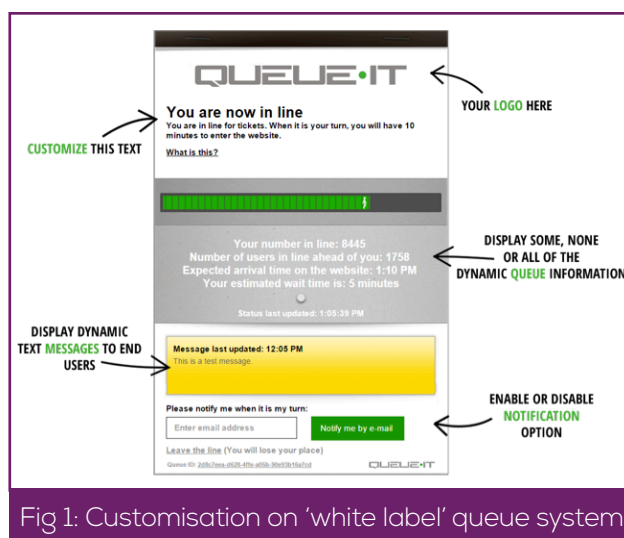 QUEUE·IT
YOUR LOGO HERE
You are now in line
You are in line for tickets. When it is your turn, you will have 10
minutes to enter the website.
What is this?
CUSTOMIZE THIS TEXT
Your number in line: 8445
Number of users in line ahead of you: 1758
Expected arrival time on the website: 1:10 PM
Your estimated wait time is: 5 minutes
Status last updated: 1:05:39 PM
DISPLAY SOME, NONE
OR ALL OF THE
DYNAMIC QUEUE INFORMATION
DISPLAY DYNAMIC
TEXT MESSAGES TO END
USERS
Message last updated: 12:05 PM
This is a test message.
Please notify me when it is my turn:
Enter email address
Notify me by e-mail
ENABLE OR DISABLE
NOTIFICATION
OPTION
Leave the line (You will lose your place)
Queue ID:
QUEUE·IT
Fig 1: Customisation on ‘white label’ queue system